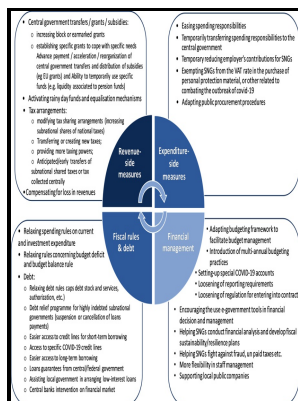 • Central government transfers / grants / subsidies:
o increasing block or earmarked grants
o establishing specific grants to cope with specific needs
Advance payment / acceleration / reorganization of
central government transfers and distribution of subsidies
(eg EU grants) and Ability to temporarily use specific
funds (e.g. liquidity associated to pension funds)
• Activating rainy day funds and equalisation mechanisms
• Tax arrangements:
o modifying tax sharing arrangements (increasing
subnational shares of national taxes)
o Transferring or creating new taxes;
o providing more taxing powers;
o Anticipated/early transfers of
subnational shared taxes or tax
collected centrally
• Compensating for loss in revenues
• Easing spending responsibilities
• Temporarily transferring spending responsibilities to the
central government
• Temporary reducing employer's contributions for SNGs
• Exempting SNGs from the VAT rate in the purchase of
personal protection material, or other related to
combatting the outbreak of covid-19
• Adapting public procurement procedures
Revenue-
side
measures
Expenditure-
side
measures
Fiscal rules
& debt
Financial
management
• Relaxing spending rules on current
and investment expenditure
• Relaxing rules concerning budget deficit
and budget balance rule
• Debt:
o Relaxing debt rules (caps debt stock and services,
authorization, etc.)
o Debt relief programme for highly indebted subnational
governments (suspension or cancellation of loans
payments)
o Easier access to credit lines for short-term borrowing
o Access to specific COVID-19 credit lines
o Easier access to long-term borrowing
o Loans guarantees from central/federal government
o Assisting local government in arranging low-interest loans
o Central banks intervention on financial market
• Adapting budgeting framework to
facilitate budget management
• Introduction of multi-annual budgeting
practices
• Setting-up special COVID-19 accounts
• Loosening of reporting requirements
• Loosening of regulation for entering into contract
• Encouraging the use e-government tools in financial
decision and management
• Helping SNGs conduct financial analysis and develop fiscal
sustainability/resilience plans
• Helping SNGs fight against fraud, un paid taxes etc.
• More flexibility in staff management
• Supporting local public companies